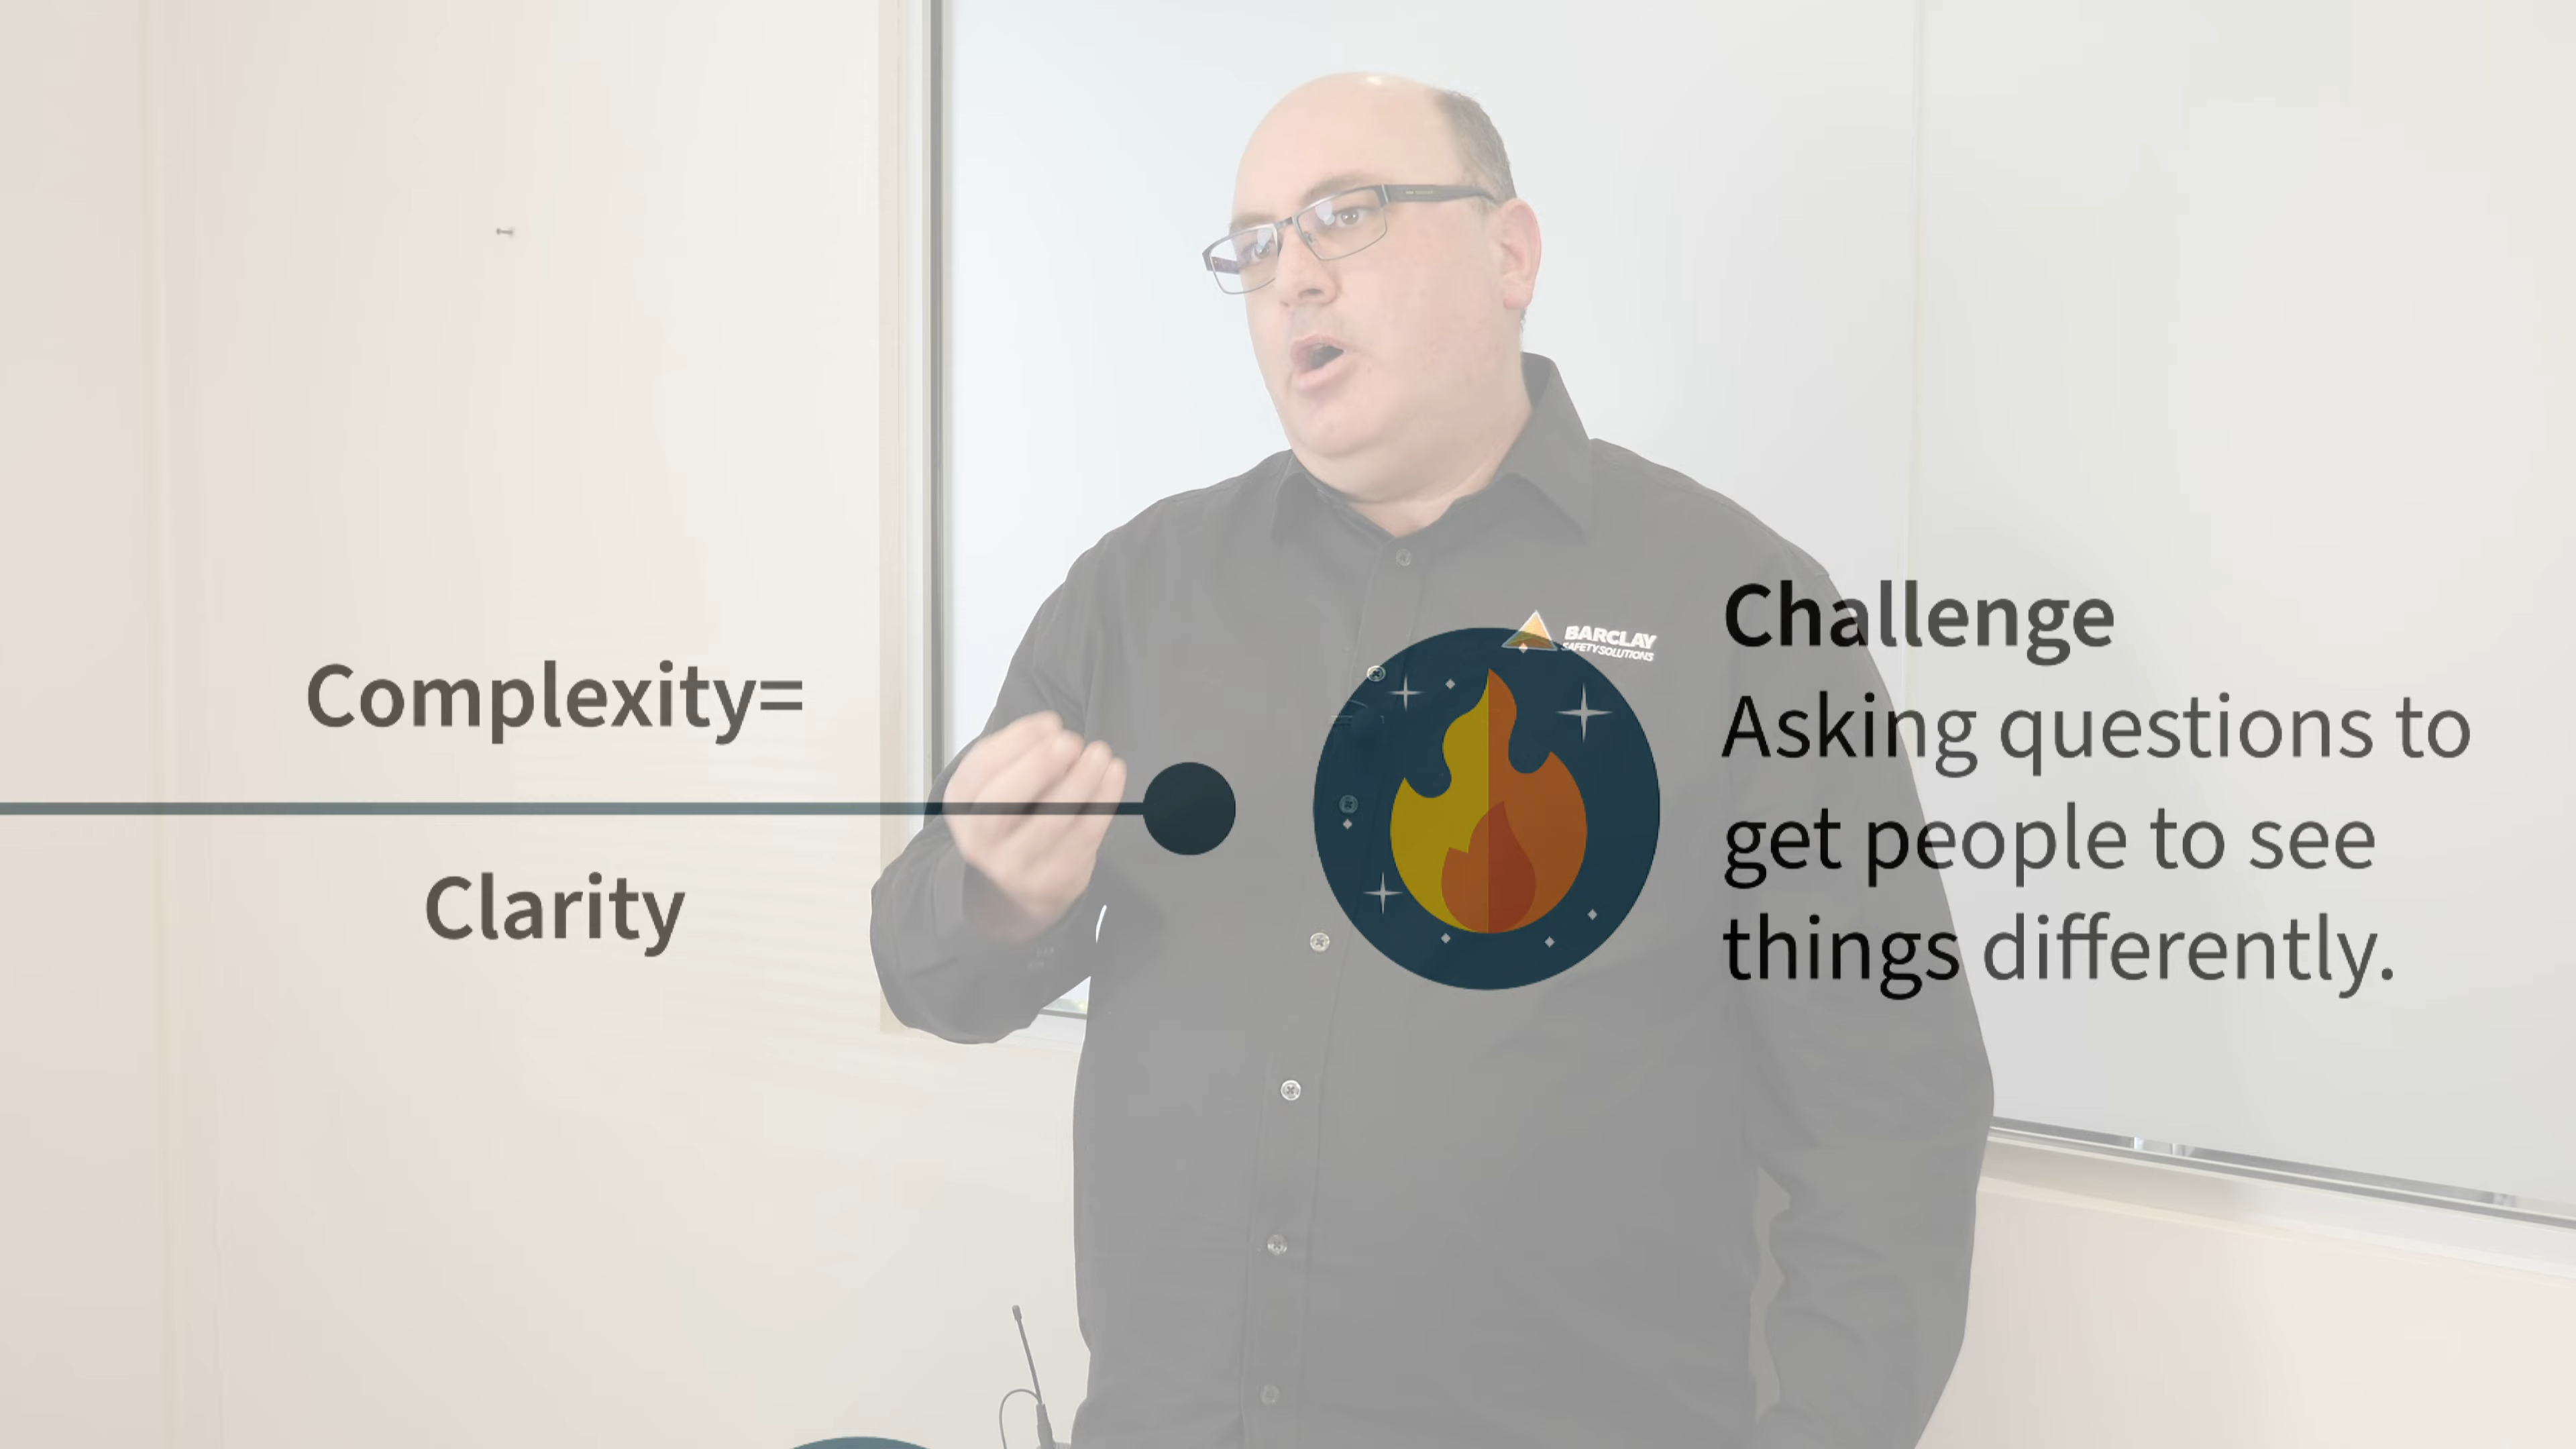 Complexity=
Clarity
BARCLAY
SAFETY SOLUTIONS
Challenge
Asking questions to
get people to see
things differently.